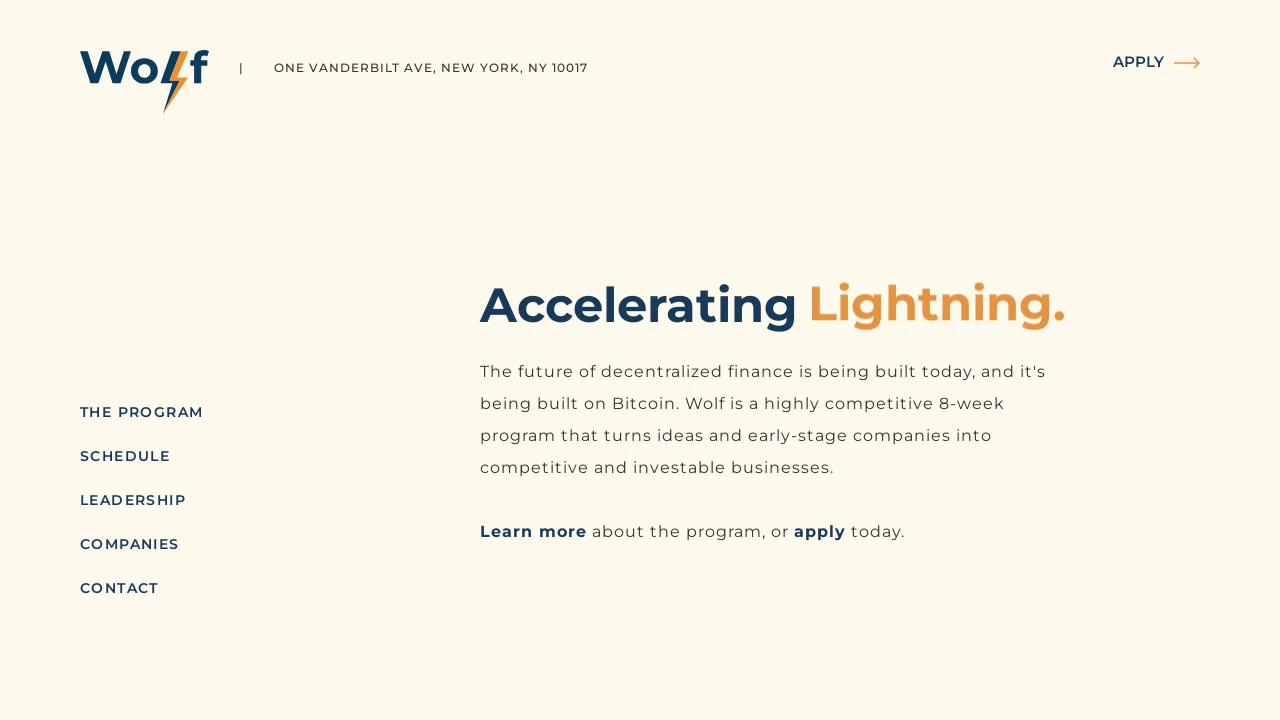 Wolf
| ONE VANDERBILT AVE, NEW YORK, NY 10017
APPLY
Accelerating Lightning.
The future of decentralized finance is being built today, and it's
being built on Bitcoin. Wolf is a highly competitive 8-week
program that turns ideas and early-stage companies into
competitive and investable businesses.
Learn more about the program, or apply today.
THE PROGRAM
SCHEDULE
LEADERSHIP
COMPANIES
CONTACT